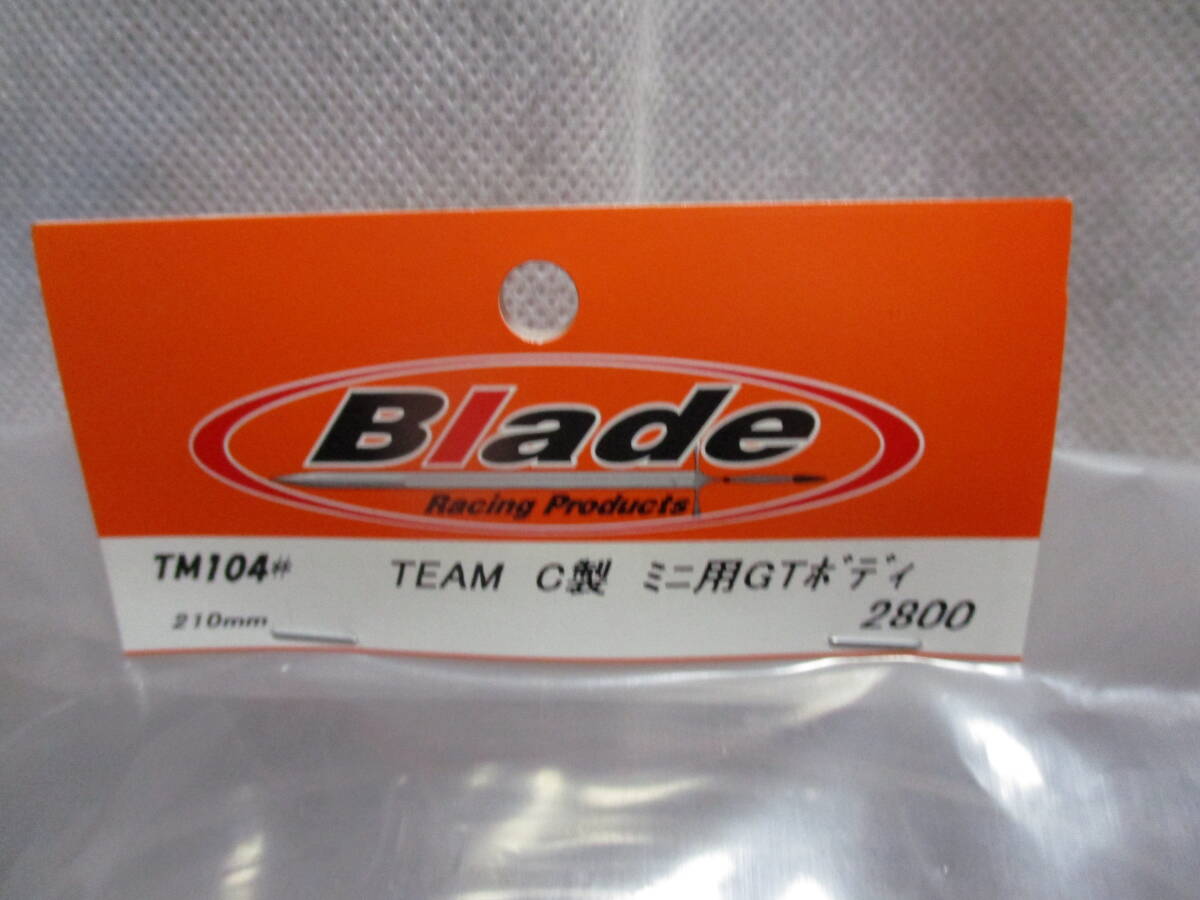 Blade
Racing Products
TM104# TEAM C製 ミニ用GTボディ
210mm 2800